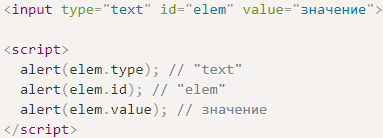 <input type="text" id="elem" value="значение">
<script>
alert(elem.type); // "text"
alert(elem.id); // "elem"
alert(elem.value); // значение
</script>